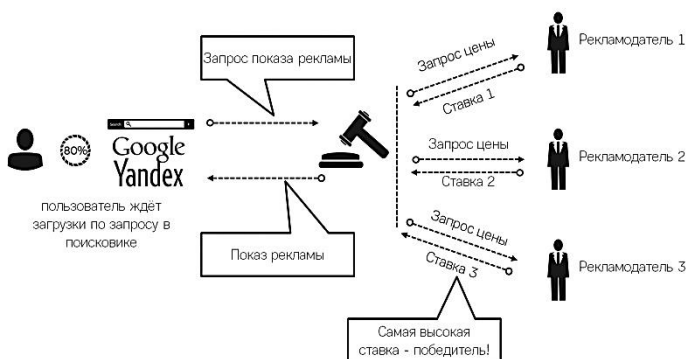 Запрос показа рекламы
Search
80%
Google
Yandex
пользователь ждёт
загрузки по запросу в
поисковике
Показ рекламы
Запрос цены
Ставка 1
Рекламодатель 1
Запрос цены
Ставка 2
Рекламодатель 2
Запрос цены
Ставка 3
Рекламодатель 3
Самая высокая
ставка - победитель!